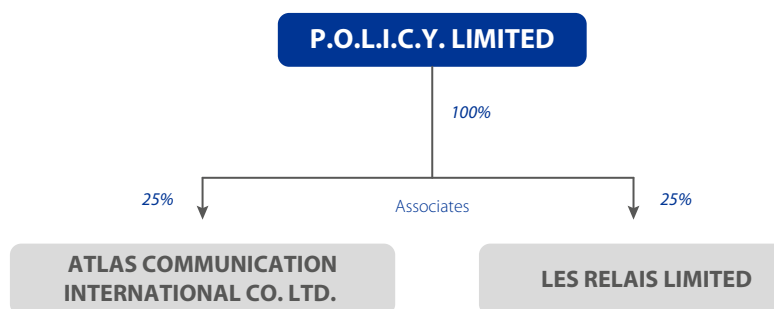 P.O.L.I.C.Y. LIMITED
100%
25%
Associates
25%
ATLAS COMMUNICATION
INTERNATIONAL CO. LTD.
LES RELAIS LIMITED